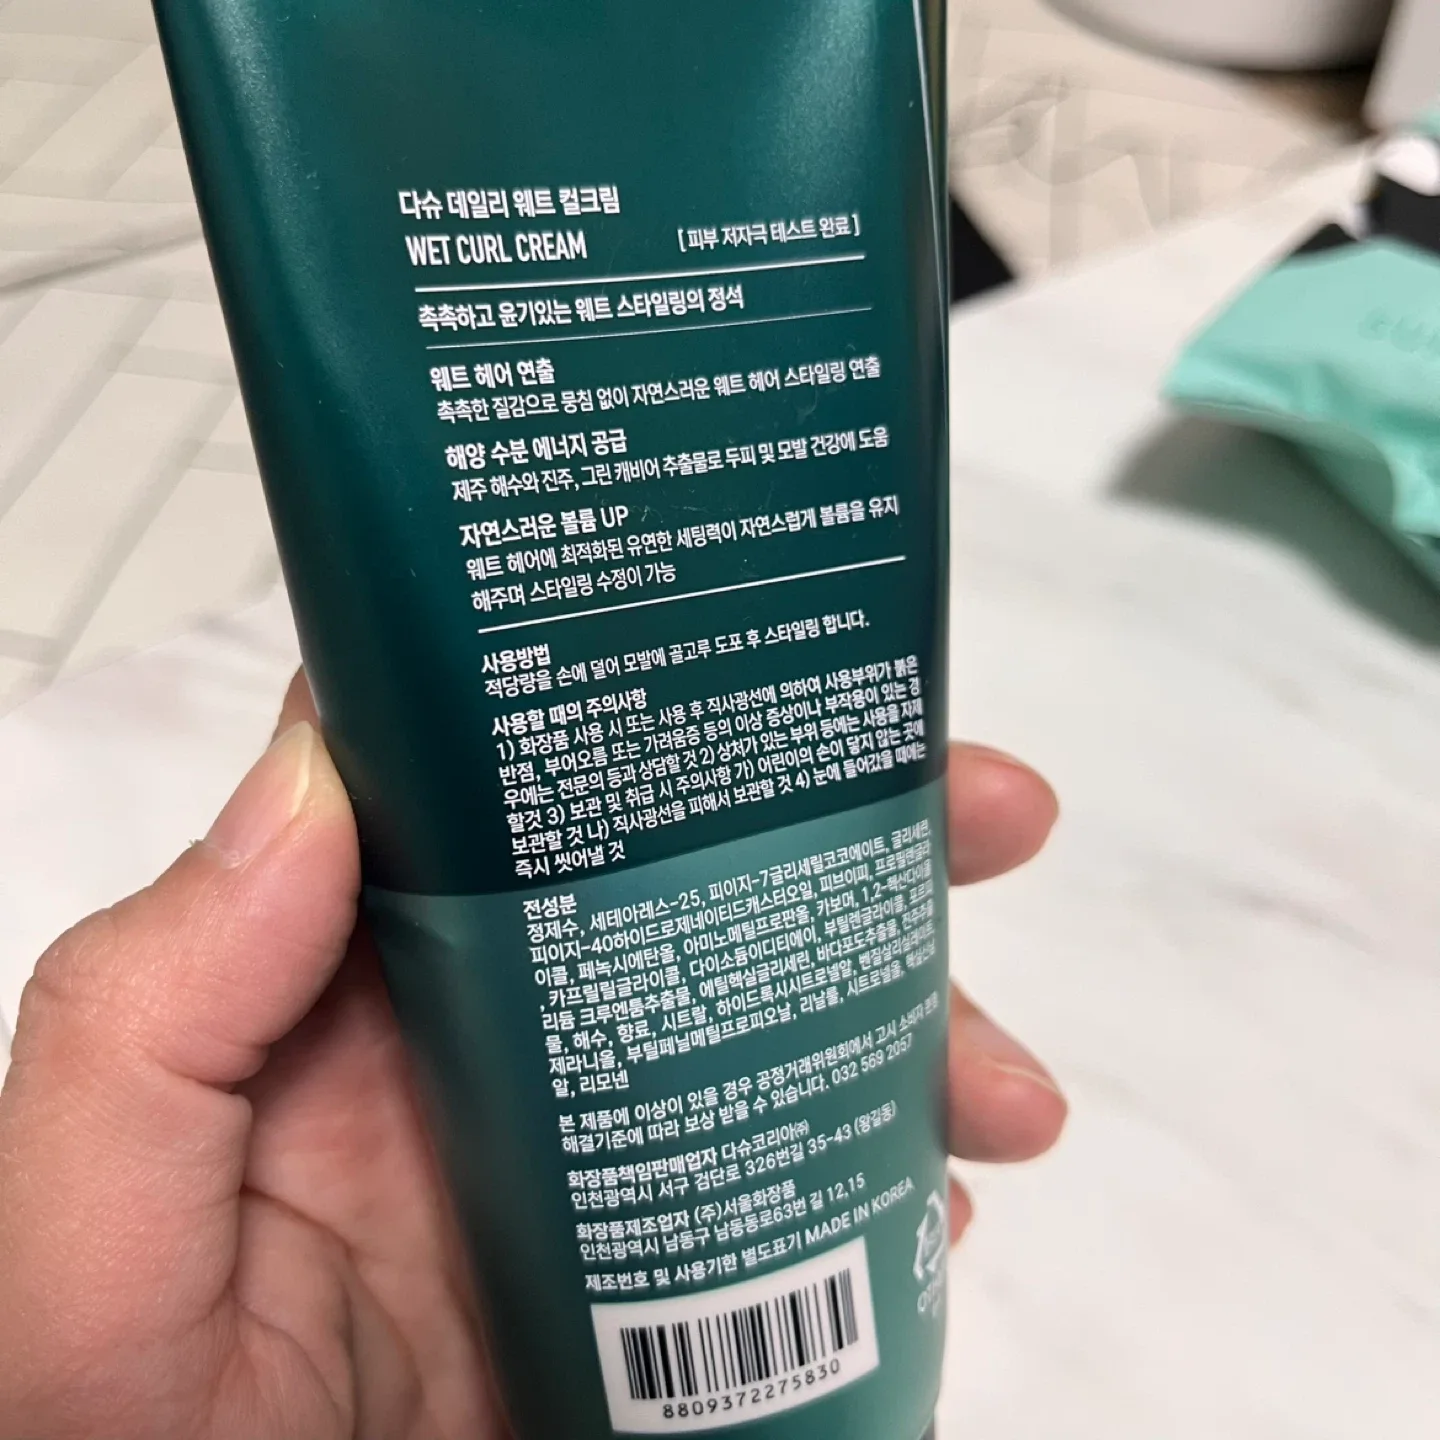 다슈 데일리 웨트 컬크림
WET CURL CREAM
[ 피부 저자극 테스트 완료 ]
촉촉하고 윤기있는 웨트 스타일링의 정석
웨트 헤어 연출
촉촉한 질감으로 뭉침 없이 자연스러운 웨트 헤어 스타일링 연출
해양 수분 에너지 공급
제주 해수와 진주, 그린 캐비어 추출물로 두피 및 모발 건강에 도움
자연스러운 볼륨 UP
웨트 헤어에 최적화된 유연한 세팅력이 자연스럽게 볼륨을 유지
해주며 스타일링 수정이 가능
사용방법
적당량을 손에 덜어 모발에 골고루 도포 후 스타일링 합니다.
사용할 때의 주의사항
1) 화장품 사용 시 또는 사용 후 직사광선에 의하여 사용부위가 붉은
반점, 부어오름 또는 가려움증 등의 이상 증상이나 부작용이 있는 경
우에는 전문의 등과 상담할 것 2) 상처가 있는 부위 등에는 사용을 자제
할것 3) 보관 및 취급 시 주의사항 가) 어린이의 손이 닿지 않는 곳에
보관할 것 나) 직사광선을 피해서 보관할 것 4) 눈에 들어갔을 때에는
즉시 씻어낼 것
전성분
정제수, 세테아레스-25, 피이지-7글리세릴코코에이트, 글리세린,
피이지-40하이드로제네이티드캐스터오일, 피브이피, 프로필렌글라
이콜, 페녹시에탄올, 아미노메틸프로판올, 카보머, 1,2-헥산다이올
, 카프릴릴글라이콜, 다이소듐이디티에이, 부틸렌글라이콜, 포르피
리듐 크루엔툼추출물, 에틸헥실글리세린, 바다포도추출물, 진주추출
물, 해수, 향료, 시트랄, 하이드록시시트로넬알, 벤질살리실레이트,
제라니올, 부틸페닐메틸프로피오날, 리날룰, 시트로넬올, 헥실신남
알, 리모넨
본 제품에 이상이 있을 경우 공정거래위원회에서 고시 소비자 분쟁
해결기준에 따라 보상 받을 수 있습니다. 032 569 2057
화장품책임판매업자 다슈코리아㈜
인천광역시 서구 검단로 326번길 35-43 (왕길동)
화장품제조업자 (주)서울화장품
인천광역시 남동구 남동동로63번 길 12,15
제조번호 및 사용기한 별도표기 MADE IN KOREA
8809372275830